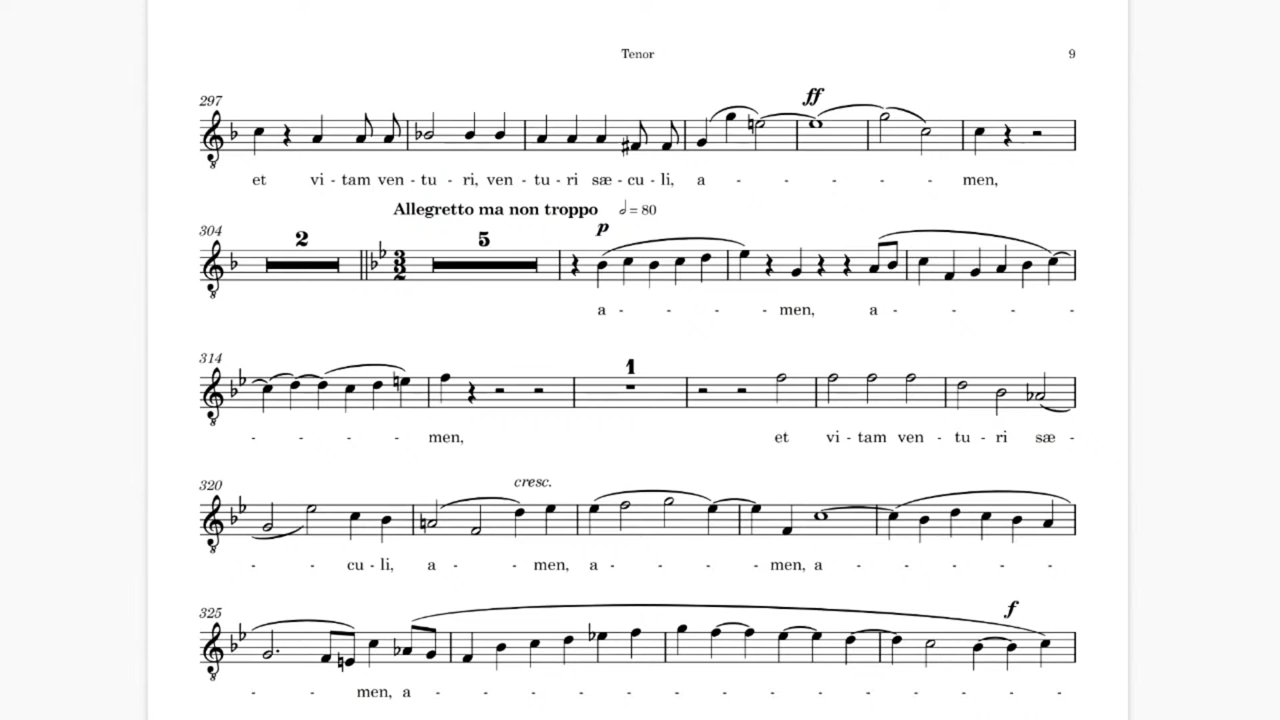 Tenor 9
297
ff
et vi - tam ven - tu - ri, ven - tu - ri sæ - cu - li, a - - - - - - men,
Allegretto ma non troppo = 80
304
2 5
p
a - - - - men, a - - - -
314
1
- - - - men, et vi - tam ven - tu - ri sæ -
320
cresc.
- - cu - li, a - - men, a - - - - men, a - - - - - -
325
f
- - - men, a - - - - - - - - - - - - -